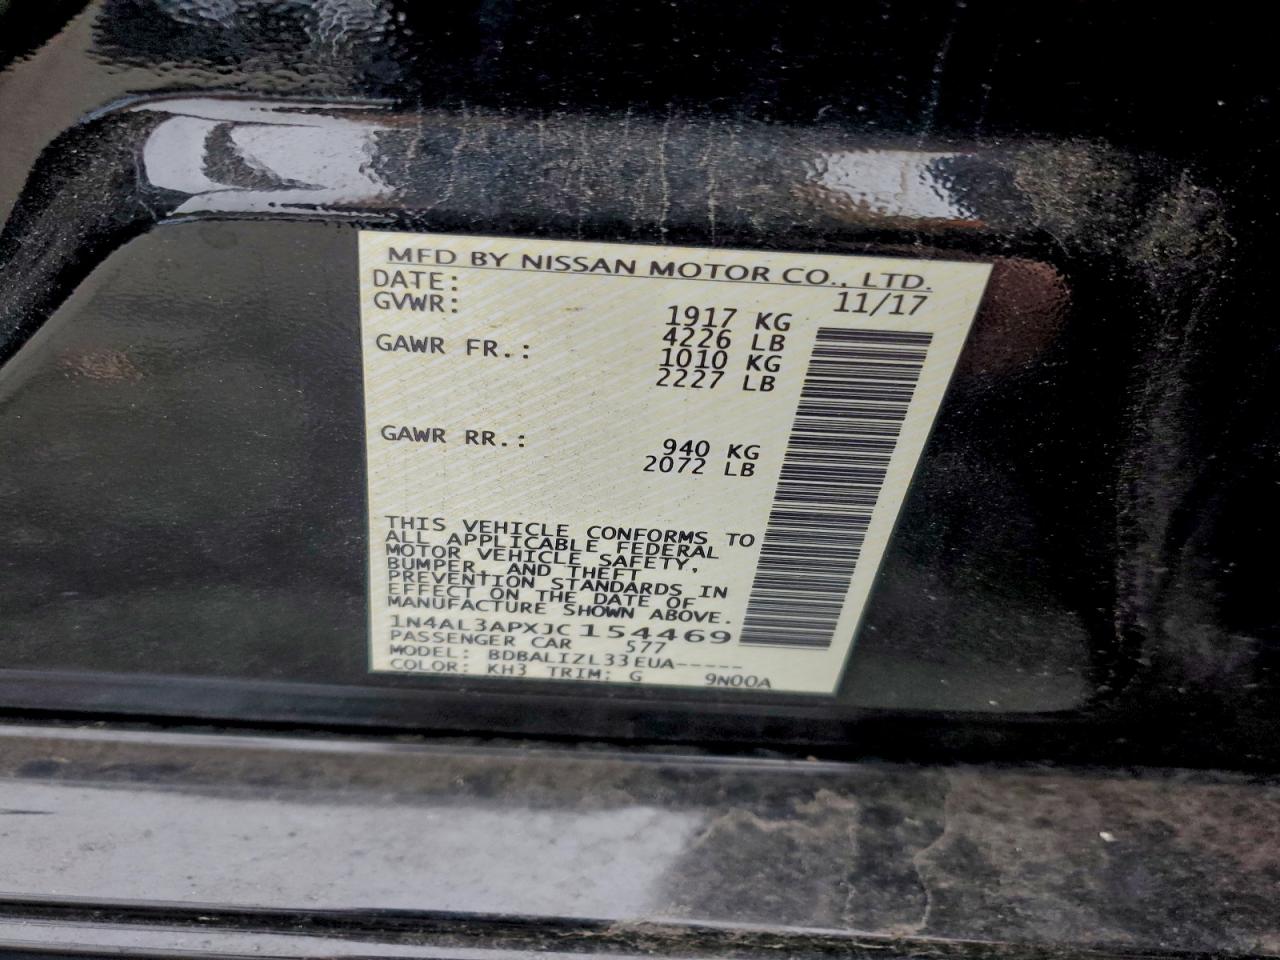 MFD BY NISSAN MOTOR CO., LTD.
DATE: 11/17
GVWR: 1917 KG
4226 LB
GAWR FR.: 1010 KG
2227 LB
GAWR RR.: 940 KG
2072 LB
THIS VEHICLE CONFORMS TO
ALL APPLICABLE FEDERAL
MOTOR VEHICLE SAFETY,
BUMPER, AND THEFT
PREVENTION STANDARDS IN
EFFECT ON THE DATE OF
MANUFACTURE SHOWN ABOVE.
1N4AL3APXJC154469
PASSENGER CAR 577
MODEL: BDBALIZL33EUA-----
COLOR: KH3 TRIM: G 9N00A